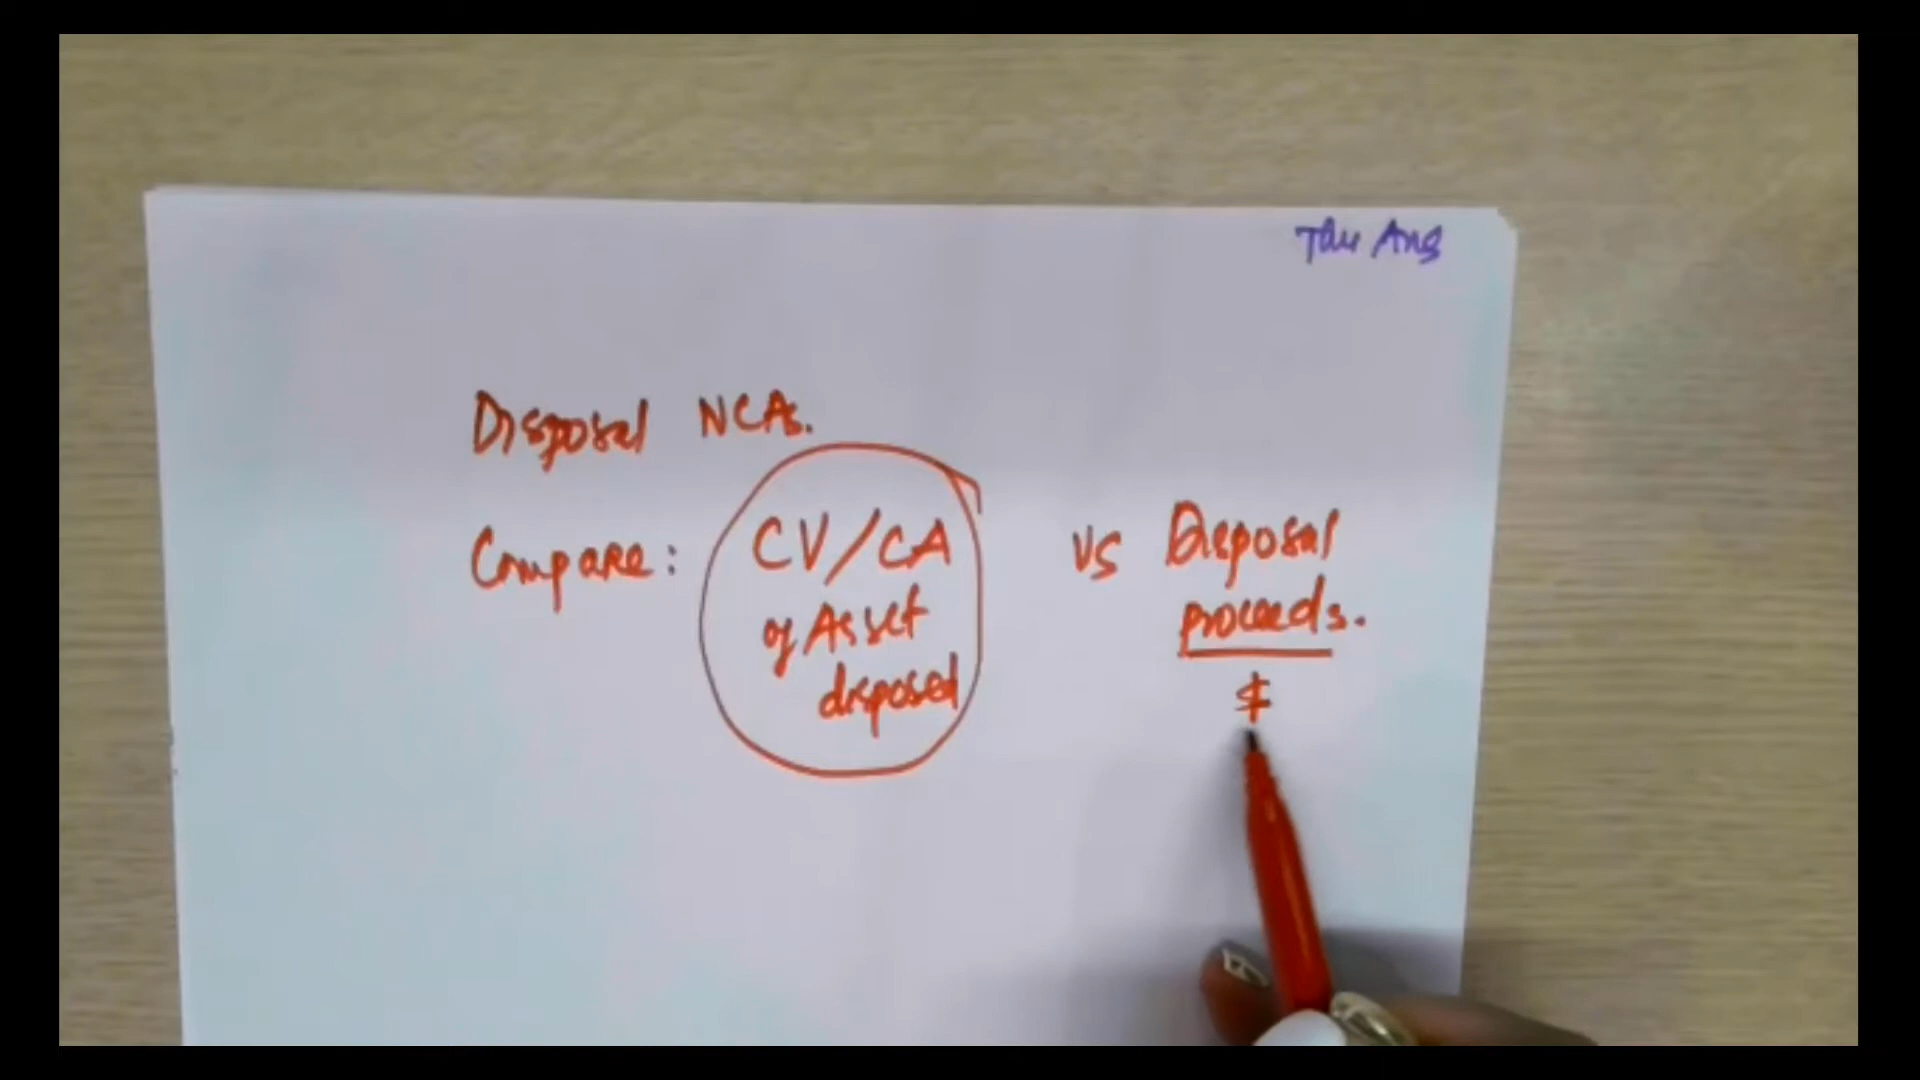 Thu Ang
Disposal NCAs.
Compare: CV/CA vs Disposal
of Asset proceeds.
disposed $